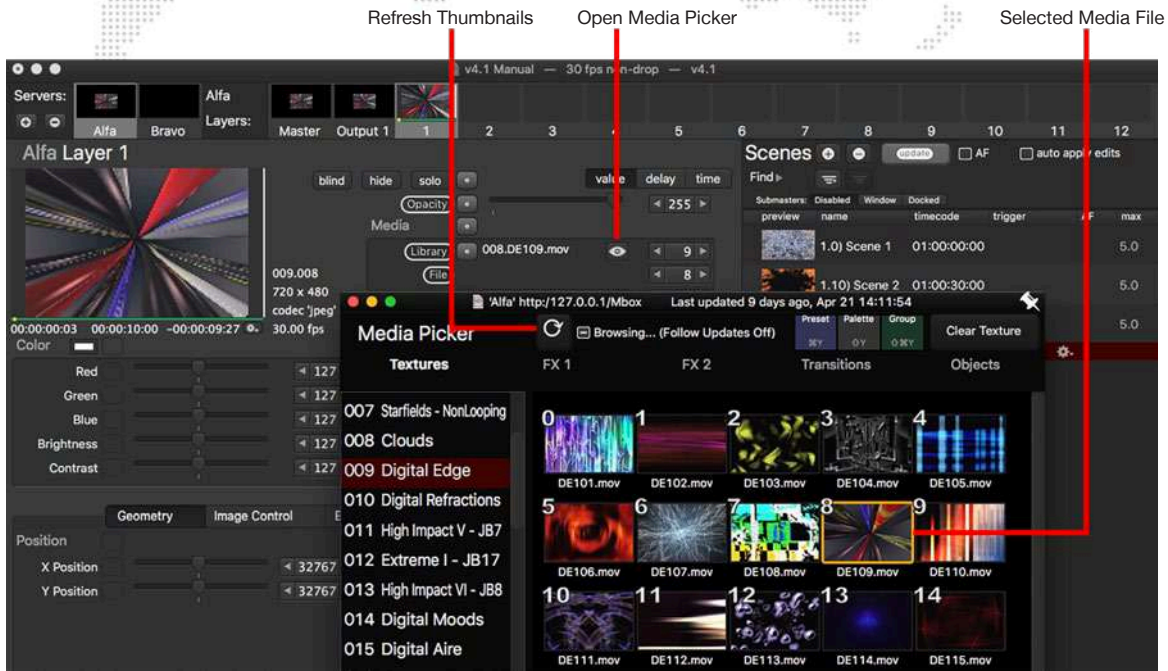 Refresh Thumbnails Open Media Picker Selected Media File
v4.1 Manual — 30 fps non-drop — v4.1
Servers: Alfa
Layers:
Alfa Bravo Master Output 1 1 2 3 4 5 6 7 8 9 10 11 12
Alfa Layer 1
Scenes update AF auto apply edits
blind hide solo value delay time
Find
Opacity 255
Submasters: Disabled Window Docked
Media
preview name timecode trigger AF max
Library 008.DE109.mov 9
1.0) Scene 1 01:00:00:00 5.0
File 8
009.008
720 x 480
codec 'jpeg'
30.00 fps
1.10) Scene 2 01:00:30:00 5.0
'Alfa' http:/127.0.0.1/Mbox Last updated 9 days ago, Apr 21 14:11:54
00:00:00:03 00:00:10:00 -00:00:09:27
5.0
Media Picker Browsing... (Follow Updates Off) Preset Palette Group Clear Texture
⌘Y ⇧Y ⇧⌘Y
Color
Textures FX 1 FX 2 Transitions Objects
Red 127
Green 127
Blue 127
Brightness 127
Contrast 127
007 Starfields - NonLooping
008 Clouds
009 Digital Edge
010 Digital Refractions
011 High Impact V - JB7
012 Extreme I - JB17
013 High Impact VI - JB8
014 Digital Moods
015 Digital Aire
0 1 2 3 4
DE101.mov DE102.mov DE103.mov DE104.mov DE105.mov
5 6 7 8 9
DE106.mov DE107.mov DE108.mov DE109.mov DE110.mov
10 11 12 13 14
DE111.mov DE112.mov DE113.mov DE114.mov DE115.mov
Geometry Image Control
Position
X Position 32767
Y Position 32767